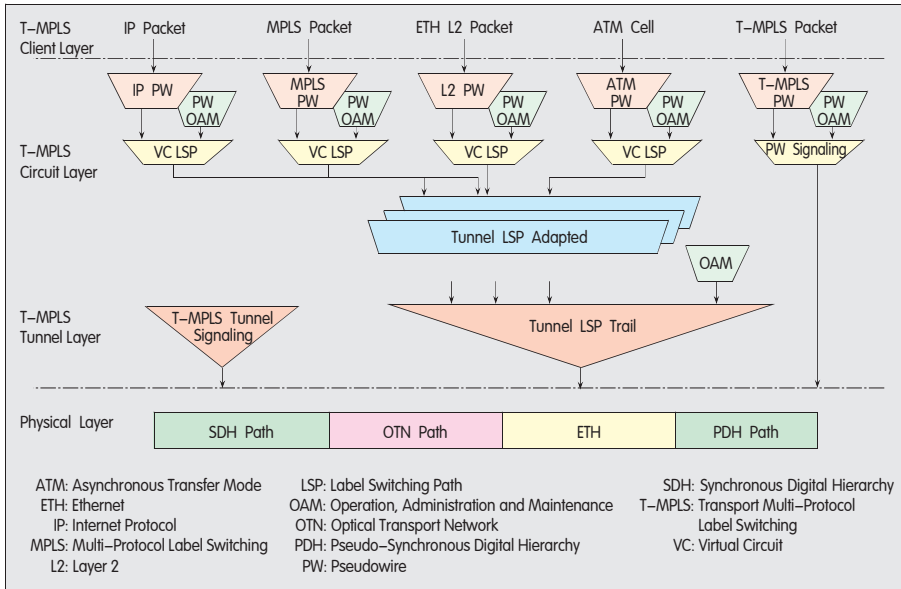 T-MPLS
Client Layer
IP Packet
MPLS Packet
ETH L2 Packet
ATM Cell
T-MPLS Packet
IP PW
PW
OAM
MPLS
PW
PW
OAM
L2 PW
PW
OAM
ATM
PW
PW
OAM
T-MPLS
PW
PW
OAM
T-MPLS
Circuit Layer
VC LSP
VC LSP
VC LSP
VC LSP
PW Signaling
Tunnel LSP Adapted
OAM
T-MPLS
Tunnel Layer
T-MPLS Tunnel
Signaling
Tunnel LSP Trail
Physical Layer
SDH Path
OTN Path
ETH
PDH Path
ATM: Asynchronous Transfer Mode
ETH: Ethernet
IP: Internet Protocol
MPLS: Multi-Protocol Label Switching
L2: Layer 2
LSP: Label Switching Path
OAM: Operation, Administration and Maintenance
OTN: Optical Transport Network
PDH: Pseudo-Synchronous Digital Hierarchy
PW: Pseudowire
SDH: Synchronous Digital Hierarchy
T-MPLS: Transport Multi-Protocol
Label Switching
VC: Virtual Circuit